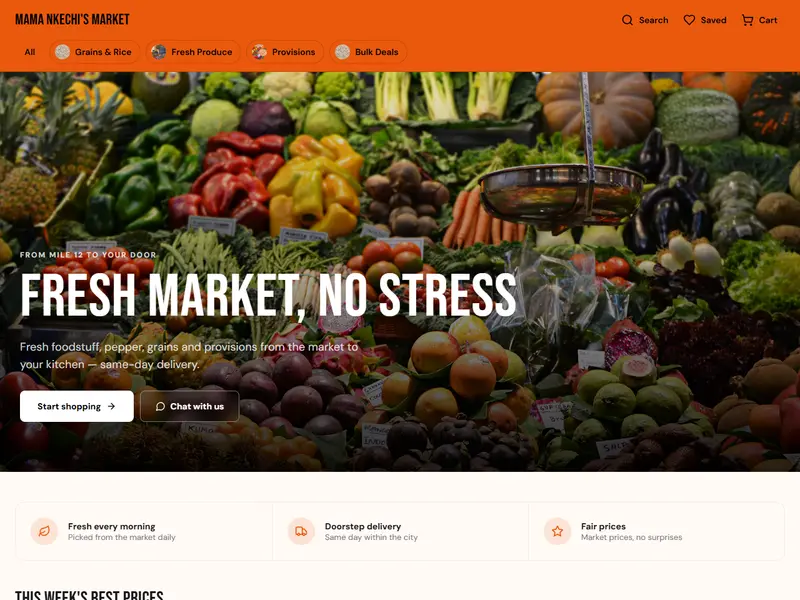 MAMA NKECHI'S MARKET
Search
Saved
Cart
All
Grains & Rice
Fresh Produce
Provisions
Bulk Deals
FROM MILE 12 TO YOUR DOOR
FRESH MARKET, NO STRESS
Fresh foodstuff, pepper, grains and provisions from the market to
your kitchen — same-day delivery.
Start shopping
Chat with us
Fresh every morning
Picked from the market daily
Doorstep delivery
Same day within the city
Fair prices
Market prices, no surprises
THIS WEEK'S BEST PRICES